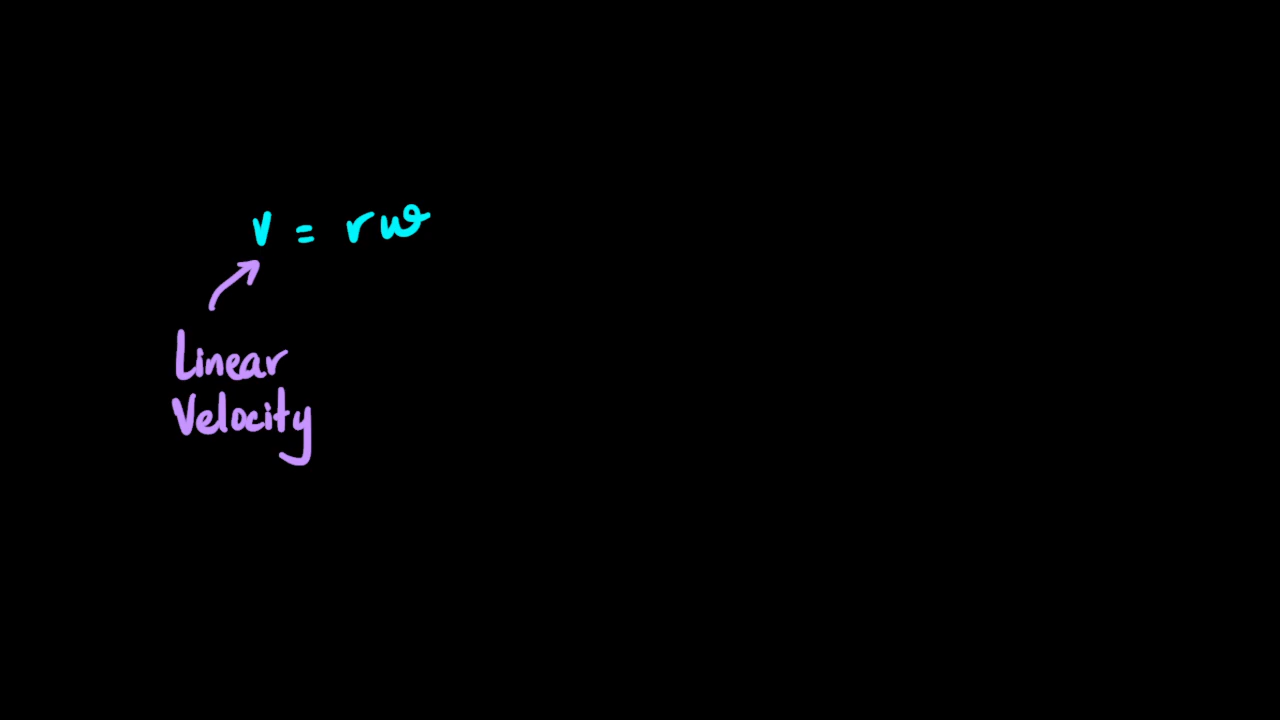 v = rω
Linear
Velocity